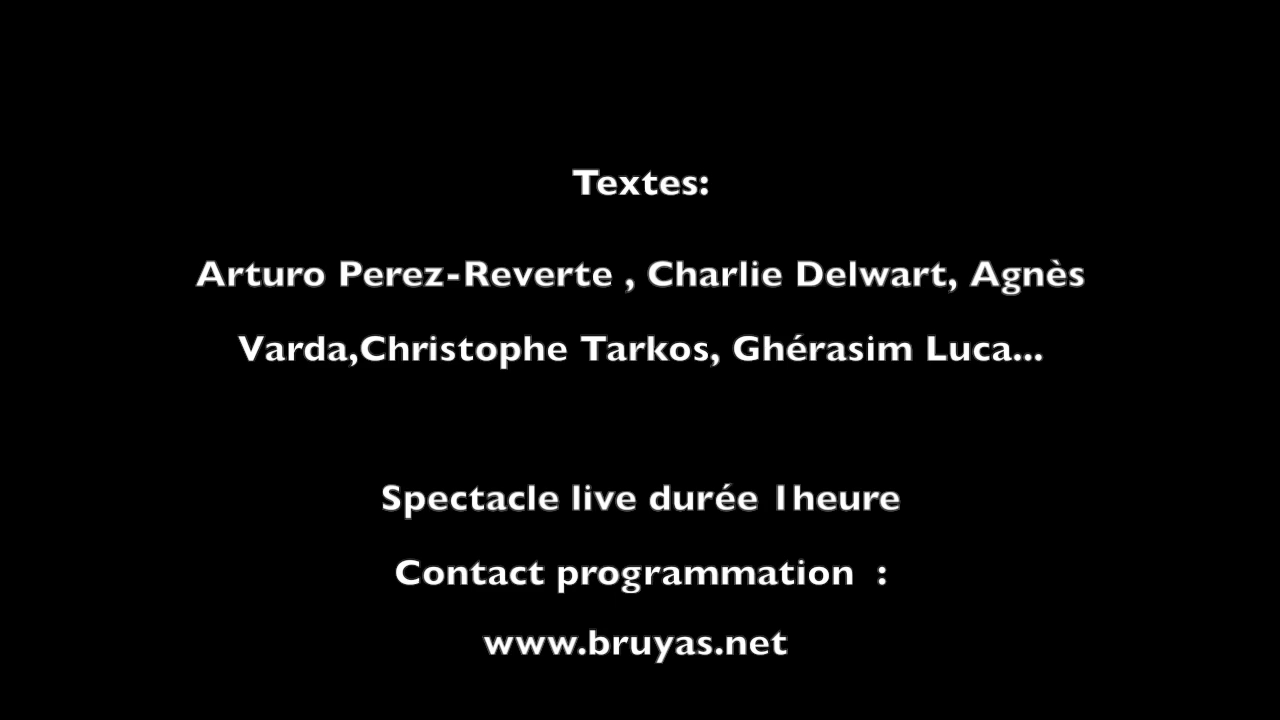 Textes:
Arturo Perez-Reverte , Charlie Delwart, Agnès
Varda,Christophe Tarkos, Ghérasim Luca...
Spectacle live durée 1heure
Contact programmation  :
www.bruyas.net